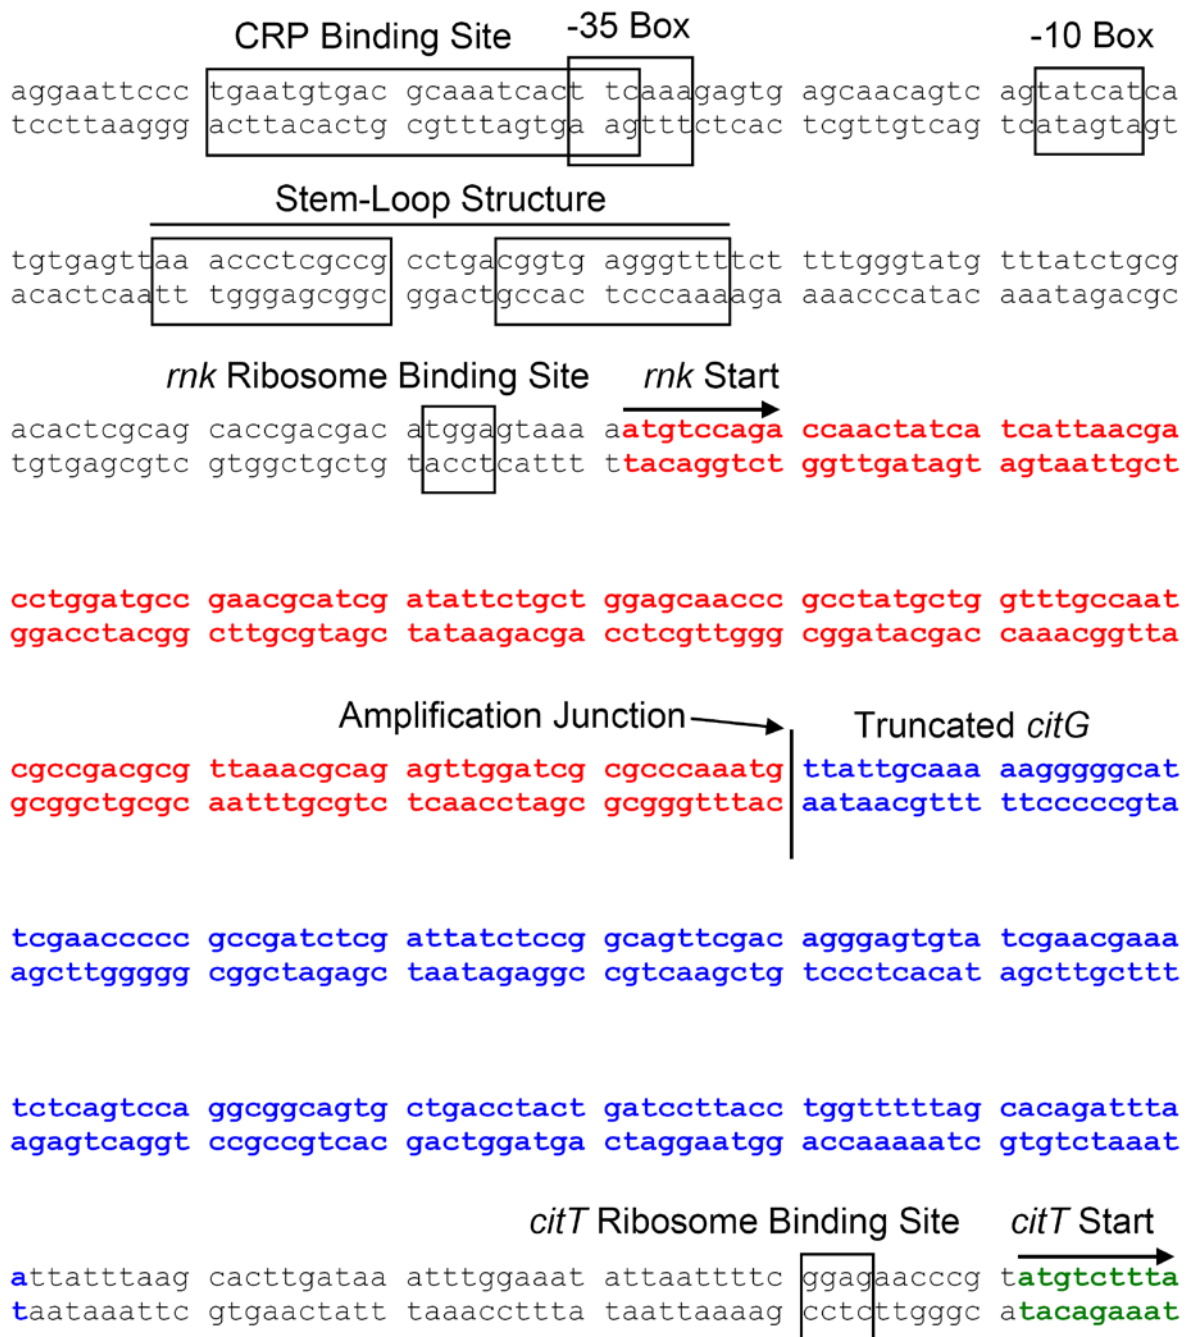 CRP Binding Site -35 Box -10 Box
aggaattccc tgaatgtgac gcaaatcact tcaaagagtg agcaacagtc agtatcatca
tccttaaggg acttacactg cgtttagtga agtttctcac tcgttgtcag tcatagtagt
Stem-Loop Structure
tgtgagttaa accctcgccg cctgacggtg agggttttct tttgggtatg tttatctgcg
acactcaatt tgggagcggc ggactgccac tcccaaaaga aaacccatac aaatagacgc
rnk Ribosome Binding Site rnk Start
acactcgcag caccgacgac atggagtaaa aatgtccaga ccaactatca tcattaacga
tgtgagcgtc gtggctgctg tacctcattt ttacaggtct ggttgatagt agtaattgct
cctggatgcc gaacgcatcg atattctgct ggagcaaccc gcctatgctg gtttgccaat
ggacctacgg cttgcgtagc tataagacga cctcgttggg cggatacgac caaacggtta
Amplification Junction Truncated citG
cgccgacgcg ttaaacgcag agttggatcg cgcccaaatg ttattgcaaa aagggggcat
gcggctgcgc aatttgcgtc tcaacctagc gcgggtttac aataacgttt ttcccccgta
tcgaaccccc gccgatctcg attatctccg gcagttcgac agggagtgta tcgaacgaaa
agcttggggg cggctagagc taatagaggc cgtcaagctg tccctcacat agcttgcttt
tctcagtcca ggcggcagtg ctgacctact gatccttacc tggtttttag cacagattta
agagtcaggt ccgccgtcac gactggatga ctaggaatgg accaaaaatc gtgtctaaat
citT Ribosome Binding Site citT Start
attatttaag cacttgataa atttggaaat attaattttc ggagaacccg tatgtcttta
taataaattc gtgaactatt taaaccttta taattaaaag cctcttgggc atacagaaat